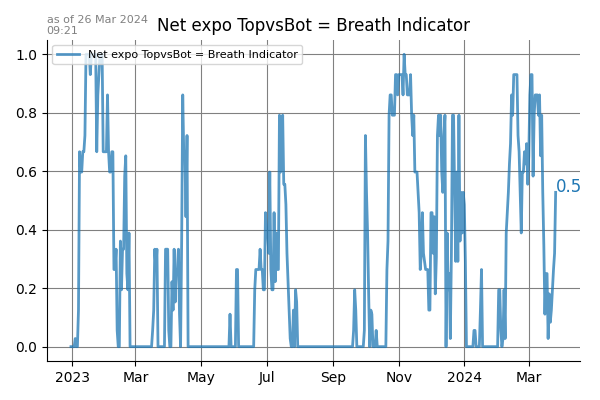 as of 26 Mar 2024
09:21
Net expo TopvsBot = Breath Indicator
Net expo TopvsBot = Breath Indicator
1.0
0.8
0.6
0.4
0.2
0.0
0.5
2023 Mar May Jul Sep Nov 2024 Mar